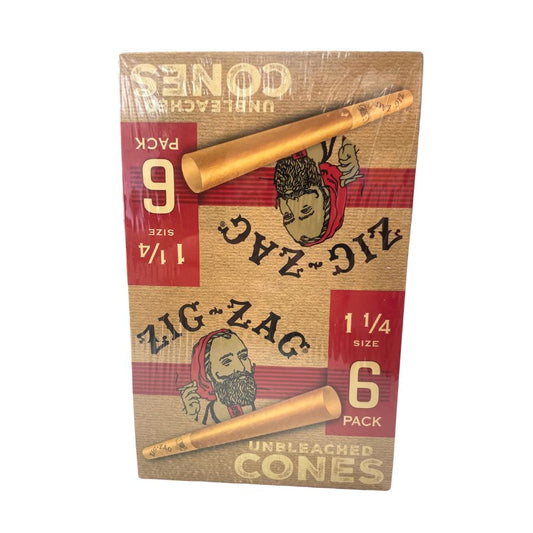 UNBLEACHED
CONES
6
PACK
1 1/4
SIZE
ZIG-ZAG
ZIG-ZAG
1 1/4
SIZE
6
PACK
UNBLEACHED
CONES